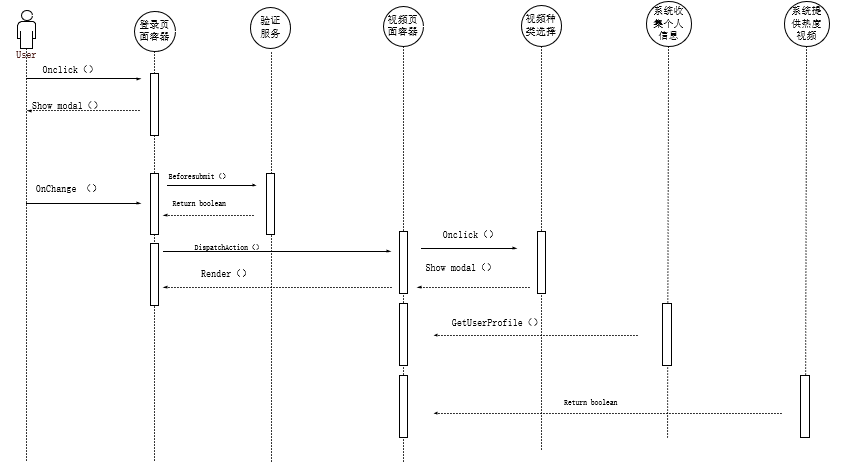 User
登录页
面容器
验证
服务
视频页
面容器
视频种
类选择
系统收
集个人
信息
系统提
供热度
视频
Onclick（）
Show modal（）
OnChange （）
Beforesubmit（）
Return boolean
DispatchAction（）
Render（）
Onclick（）
Show modal（）
GetUserProfile（）
Return boolean